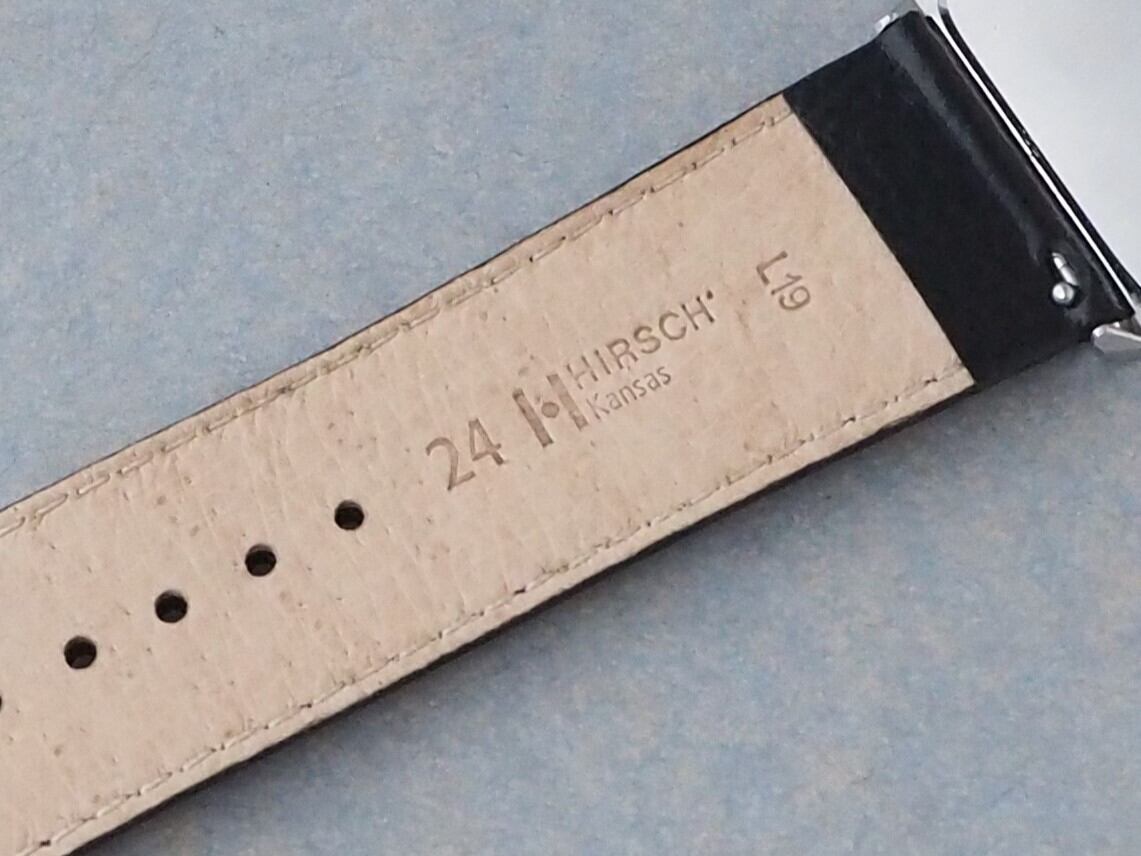 24 H HIRSCH
Kansas
L19